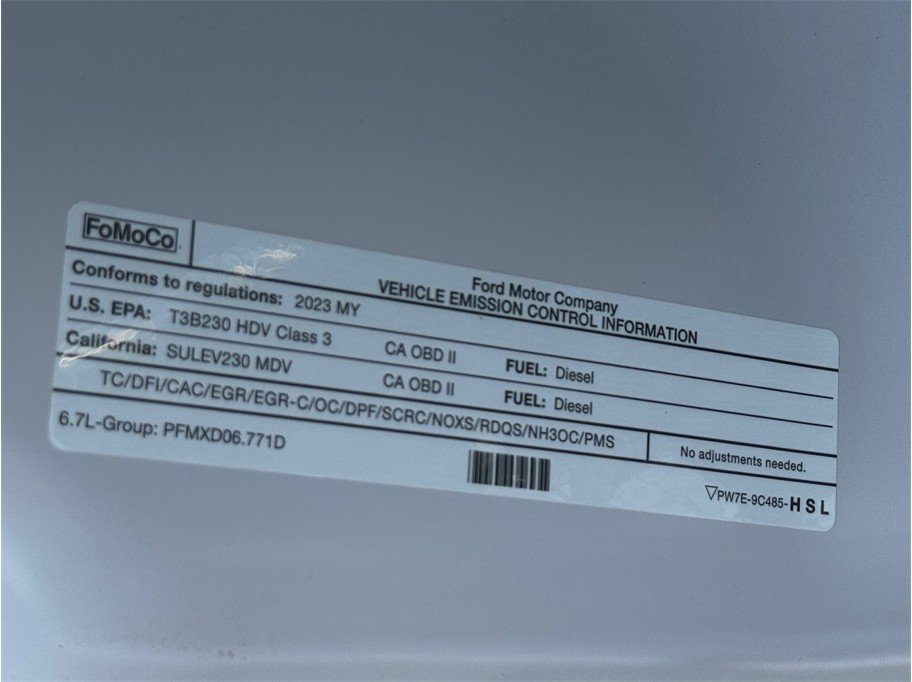 FoMoCo
Ford Motor Company
VEHICLE EMISSION CONTROL INFORMATION
Conforms to regulations: 2023 MY
U.S. EPA: T3B230 HDV Class 3 CA OBD II FUEL: Diesel
California: SULEV230 MDV CA OBD II FUEL: Diesel
TC/DFI/CAC/EGR/EGR-C/OC/DPF/SCRC/NOXS/RDQS/NH3OC/PMS No adjustments needed.
6.7L-Group: PFMXD06.771D
▽PW7E-9C485-HSL